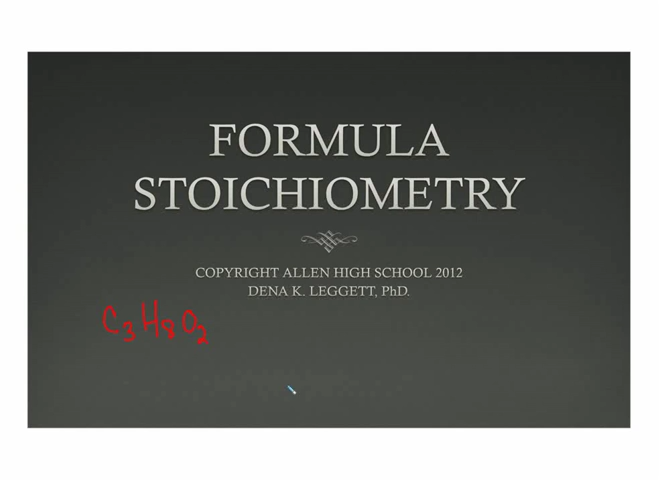 FORMULA
STOICHIOMETRY
COPYRIGHT ALLEN HIGH SCHOOL 2012
DENA K. LEGGETT, PhD.
C3H8O2